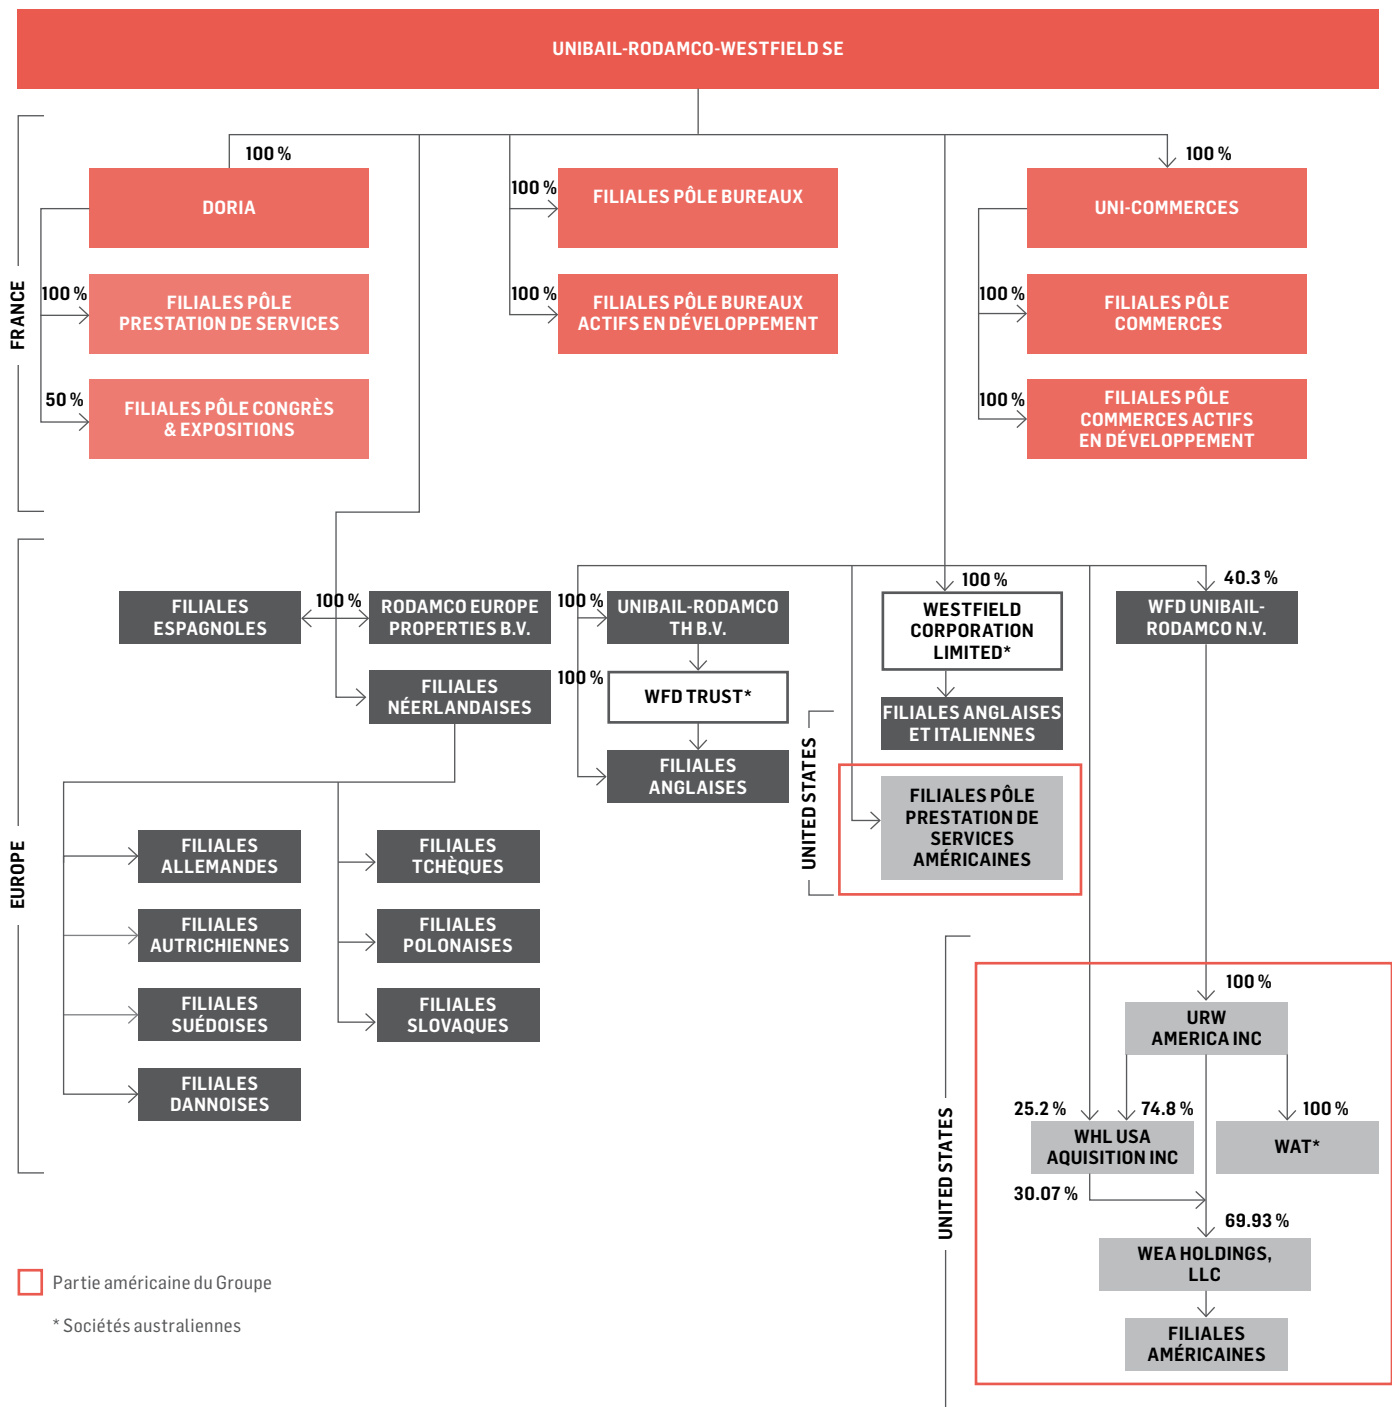 UNIBAIL-RODAMCO-WESTFIELD SE
FRANCE
100 %
DORIA
100 %
FILIALES PÔLE
PRESTATION DE SERVICES
50 %
FILIALES PÔLE CONGRÈS
& EXPOSITIONS
100 %
FILIALES PÔLE BUREAUX
100 %
FILIALES PÔLE BUREAUX
ACTIFS EN DÉVELOPPEMENT
100 %
UNI-COMMERCES
100 %
FILIALES PÔLE
COMMERCES
100 %
FILIALES PÔLE
COMMERCES ACTIFS
EN DÉVELOPPEMENT
EUROPE
FILIALES
ESPAGNOLES
100 %
RODAMCO EUROPE
PROPERTIES B.V.
FILIALES
NÉERLANDAISES
100 %
UNIBAIL-RODAMCO
TH B.V.
WFD TRUST*
100 %
FILIALES
ANGLAISES
100 %
WESTFIELD
CORPORATION
LIMITED*
FILIALES ANGLAISES
ET ITALIENNES
40.3 %
WFD UNIBAIL-
RODAMCO N.V.
UNITED STATES
FILIALES PÔLE
PRESTATION DE
SERVICES
AMÉRICAINES
FILIALES
ALLEMANDES
FILIALES
AUTRICHIENNES
FILIALES
SUÉDOISES
FILIALES
DANNOISES
FILIALES
TCHÈQUES
FILIALES
POLONAISES
FILIALES
SLOVAQUES
UNITED STATES
100 %
URW
AMERICA INC
25.2 %
74.8 %
100 %
WHL USA
AQUISITION INC
WAT*
30.07 %
69.93 %
WEA HOLDINGS,
LLC
FILIALES
AMÉRICAINES
Partie américaine du Groupe
* Sociétés australiennes